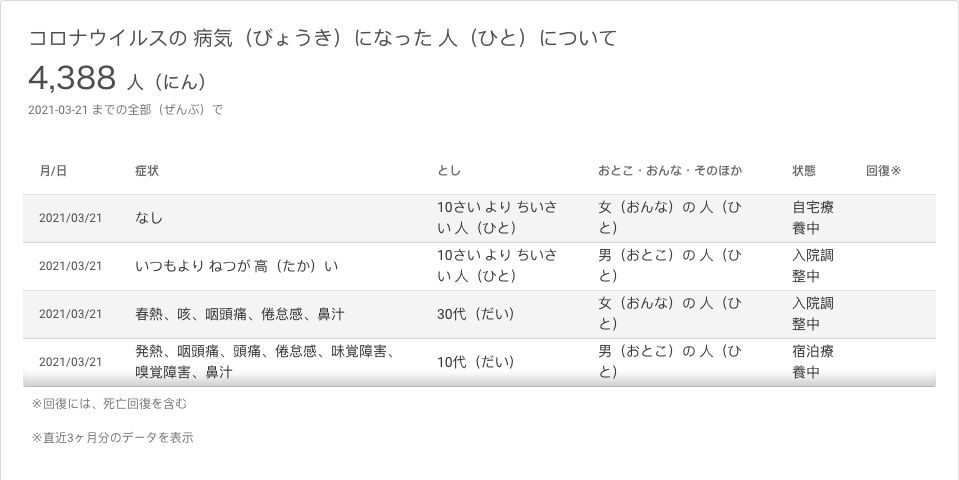 コロナウイルスの 病気（びょうき）になった 人（ひと）について
4,388 人（にん）
2021-03-21 までの全部（ぜんぶ）で
月/日 症状 とし おとこ・おんな・そのほか 状態 回復※
2021/03/21 なし 10さい より ちいさ 女（おんな）の 人（ひ 自宅療
い 人（ひと） と） 養中
2021/03/21 いつもより ねつが 高（たか）い 10さい より ちいさ 男（おとこ）の 人（ひ 入院調
い 人（ひと） と） 整中
2021/03/21 春熱、咳、咽頭痛、倦怠感、鼻汁 30代（だい） 女（おんな）の 人（ひ 入院調
と） 整中
2021/03/21 発熱、咽頭痛、頭痛、倦怠感、味覚障害、 10代（だい） 男（おとこ）の 人（ひ 宿泊療
嗅覚障害、鼻汁 と） 養中
※回復には、死亡回復を含む
※直近3ヶ月分のデータを表示